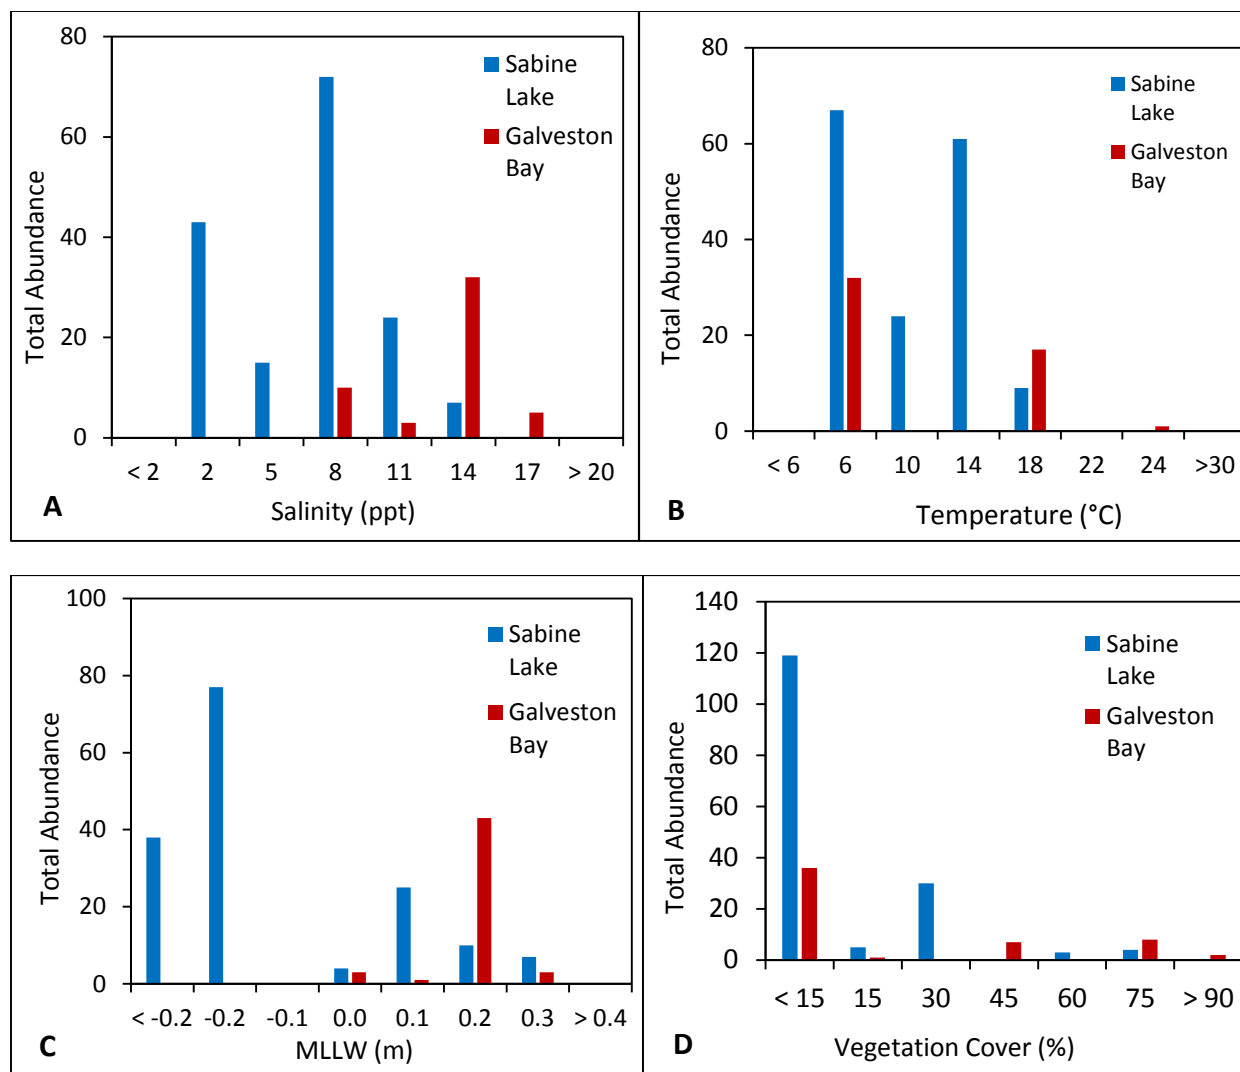 80
60
40
20
0
Total Abundance
Sabine
Lake
Galveston
Bay
< 2 2 5 8 11 14 17 > 20
Salinity (ppt)
A
80
60
40
20
0
Total Abundance
Sabine
Lake
Galveston
Bay
< 6 6 10 14 18 22 24 >30
Temperature (°C)
B
100
80
60
40
20
0
Total Abundance
Sabine
Lake
Galveston
Bay
< -0.2 -0.2 -0.1 0.0 0.1 0.2 0.3 > 0.4
MLLW (m)
C
140
120
100
80
60
40
20
0
Total Abundance
Sabine
Lake
Galveston
Bay
< 15 15 30 45 60 75 > 90
Vegetation Cover (%)
D